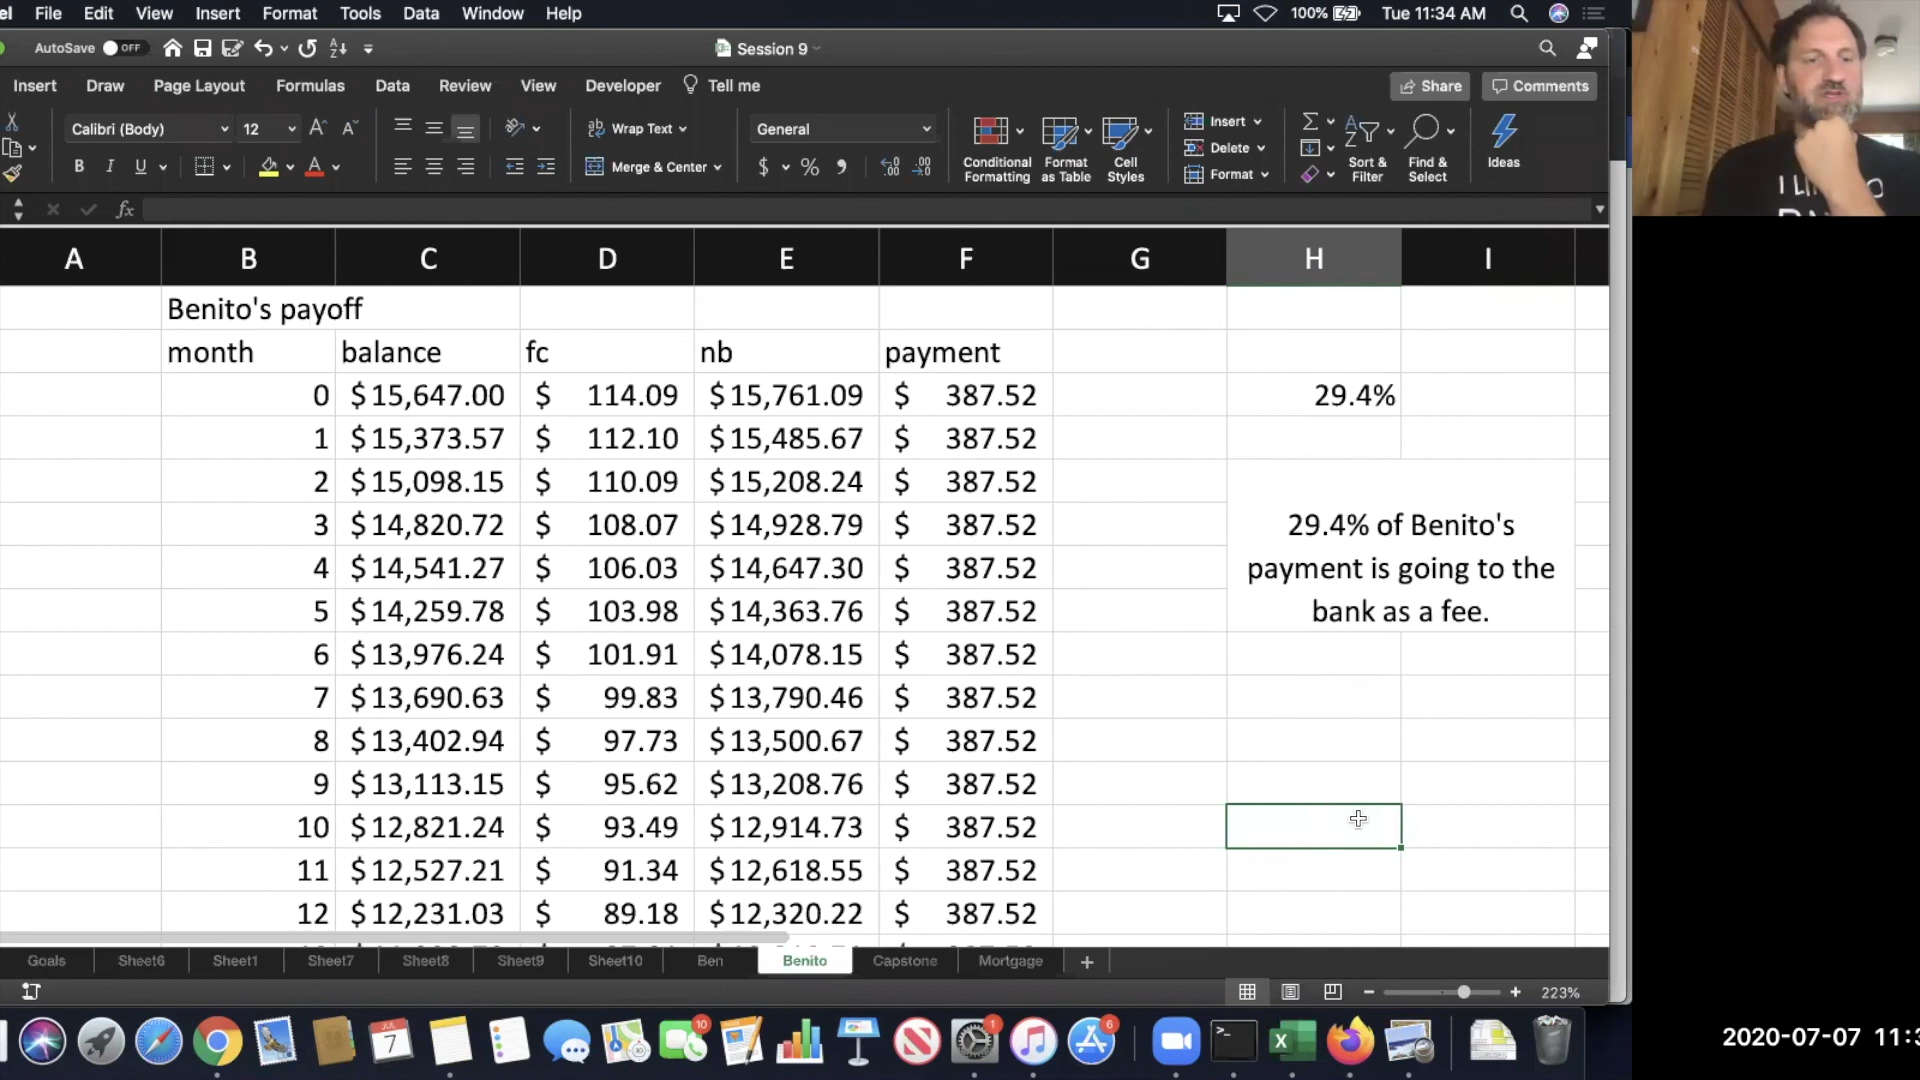 el File Edit View Insert Format Tools Data Window Help 100% Tue 11:34 AM
AutoSave OFF Session 9
Insert Draw Page Layout Formulas Data Review View Developer Tell me Share Comments
Calibri (Body) 12 Wrap Text General Insert
Merge & Center Delete
Conditional Formatting Format as Table Cell Styles Format Sort & Filter Find & Select Ideas
fx
A B C D E F G H I
Benito's payoff
month balance fc nb payment
0 $15,647.00 $ 114.09 $15,761.09 $ 387.52 29.4%
1 $15,373.57 $ 112.10 $15,485.67 $ 387.52
2 $15,098.15 $ 110.09 $15,208.24 $ 387.52
3 $14,820.72 $ 108.07 $14,928.79 $ 387.52 29.4% of Benito's
4 $14,541.27 $ 106.03 $14,647.30 $ 387.52 payment is going to the
5 $14,259.78 $ 103.98 $14,363.76 $ 387.52 bank as a fee.
6 $13,976.24 $ 101.91 $14,078.15 $ 387.52
7 $13,690.63 $ 99.83 $13,790.46 $ 387.52
8 $13,402.94 $ 97.73 $13,500.67 $ 387.52
9 $13,113.15 $ 95.62 $13,208.76 $ 387.52
10 $12,821.24 $ 93.49 $12,914.73 $ 387.52
11 $12,527.21 $ 91.34 $12,618.55 $ 387.52
12 $12,231.03 $ 89.18 $12,320.22 $ 387.52
Goals Sheet6 Sheet1 Sheet7 Sheet8 Sheet9 Sheet10 Ben Benito Capstone Mortgage +
223%
JUL 7 10 1 6
2020-07-07 11:3